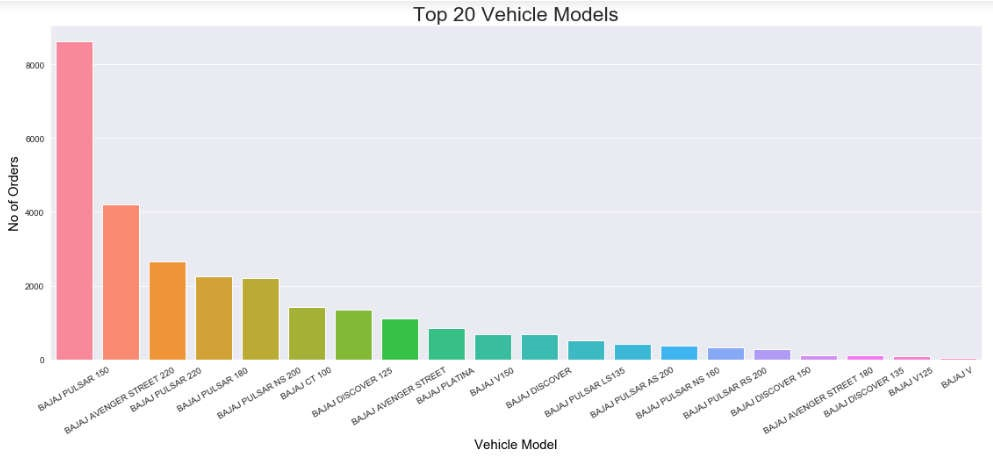 Top 20 Vehicle Models
No of Orders
8000
6000
4000
2000
0
BAJAJ PULSAR 150
BAJAJ AVENGER STREET 220
BAJAJ PULSAR 220
BAJAJ PULSAR 180
BAJAJ PULSAR NS 200
BAJAJ CT 100
BAJAJ DISCOVER 125
BAJAJ AVENGER STREET
BAJAJ PLATINA
BAJAJ V150
BAJAJ DISCOVER
BAJAJ PULSAR LS135
BAJAJ PULSAR AS 200
BAJAJ PULSAR NS 160
BAJAJ PULSAR RS 200
BAJAJ DISCOVER 150
BAJAJ AVENGER STREET 180
BAJAJ DISCOVER 135
BAJAJ V125
BAJAJ V
Vehicle Model